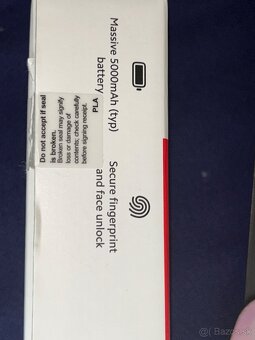 Massive 5000mAh (typ)
battery
Secure fingerprint
and face unlock
PLA
Do not accept if seal
is broken.
Broken seal may signify
loss or damage of
contents; check carefully
before signing receipt.
bazos.sk